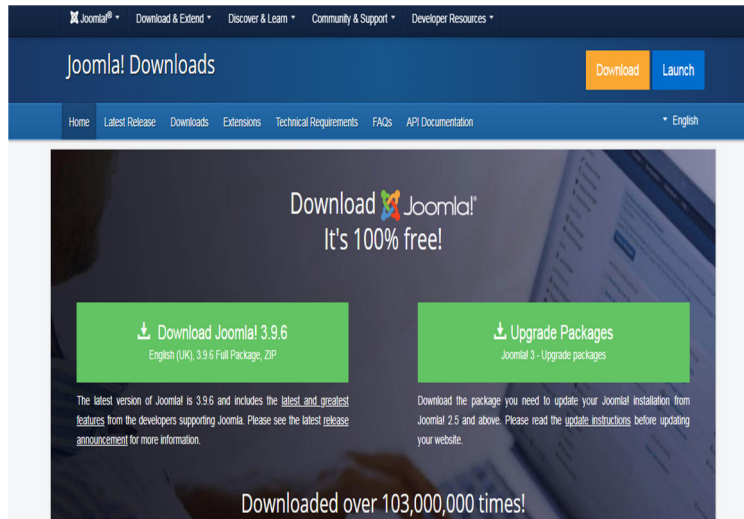 Joomla!® Download & Extend Discover & Learn Community & Support Developer Resources
Joomla! Downloads
Download Launch
Home Latest Release Downloads Extensions Technical Requirements FAQs API Documentation English
Download Joomla!®
It's 100% free!
Download Joomla! 3.9.6
English (UK), 3.9.6 Full Package, ZIP
The latest version of Joomla! is 3.9.6 and includes the latest and greatest
features from the developers supporting Joomla. Please see the latest release
announcement for more information.
Upgrade Packages
Joomla! 3 - Upgrade packages
Download the package you need to update your Joomla! installation from
Joomla! 2.5 and above. Please read the update instructions before updating
your website.
Downloaded over 103,000,000 times!